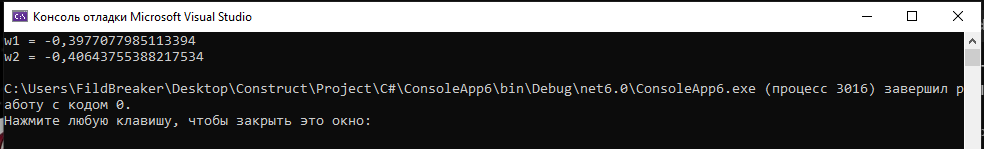 Консоль отладки Microsoft Visual Studio
w1 = -0,3977077985113394
w2 = -0,40643755388217534
C:\Users\FildBreaker\Desktop\Construct\Project\C#\ConsoleApp6\bin\Debug\net6.0\ConsoleApp6.exe (процесс 3016) завершил р
аботу с кодом 0.
Нажмите любую клавишу, чтобы закрыть это окно: